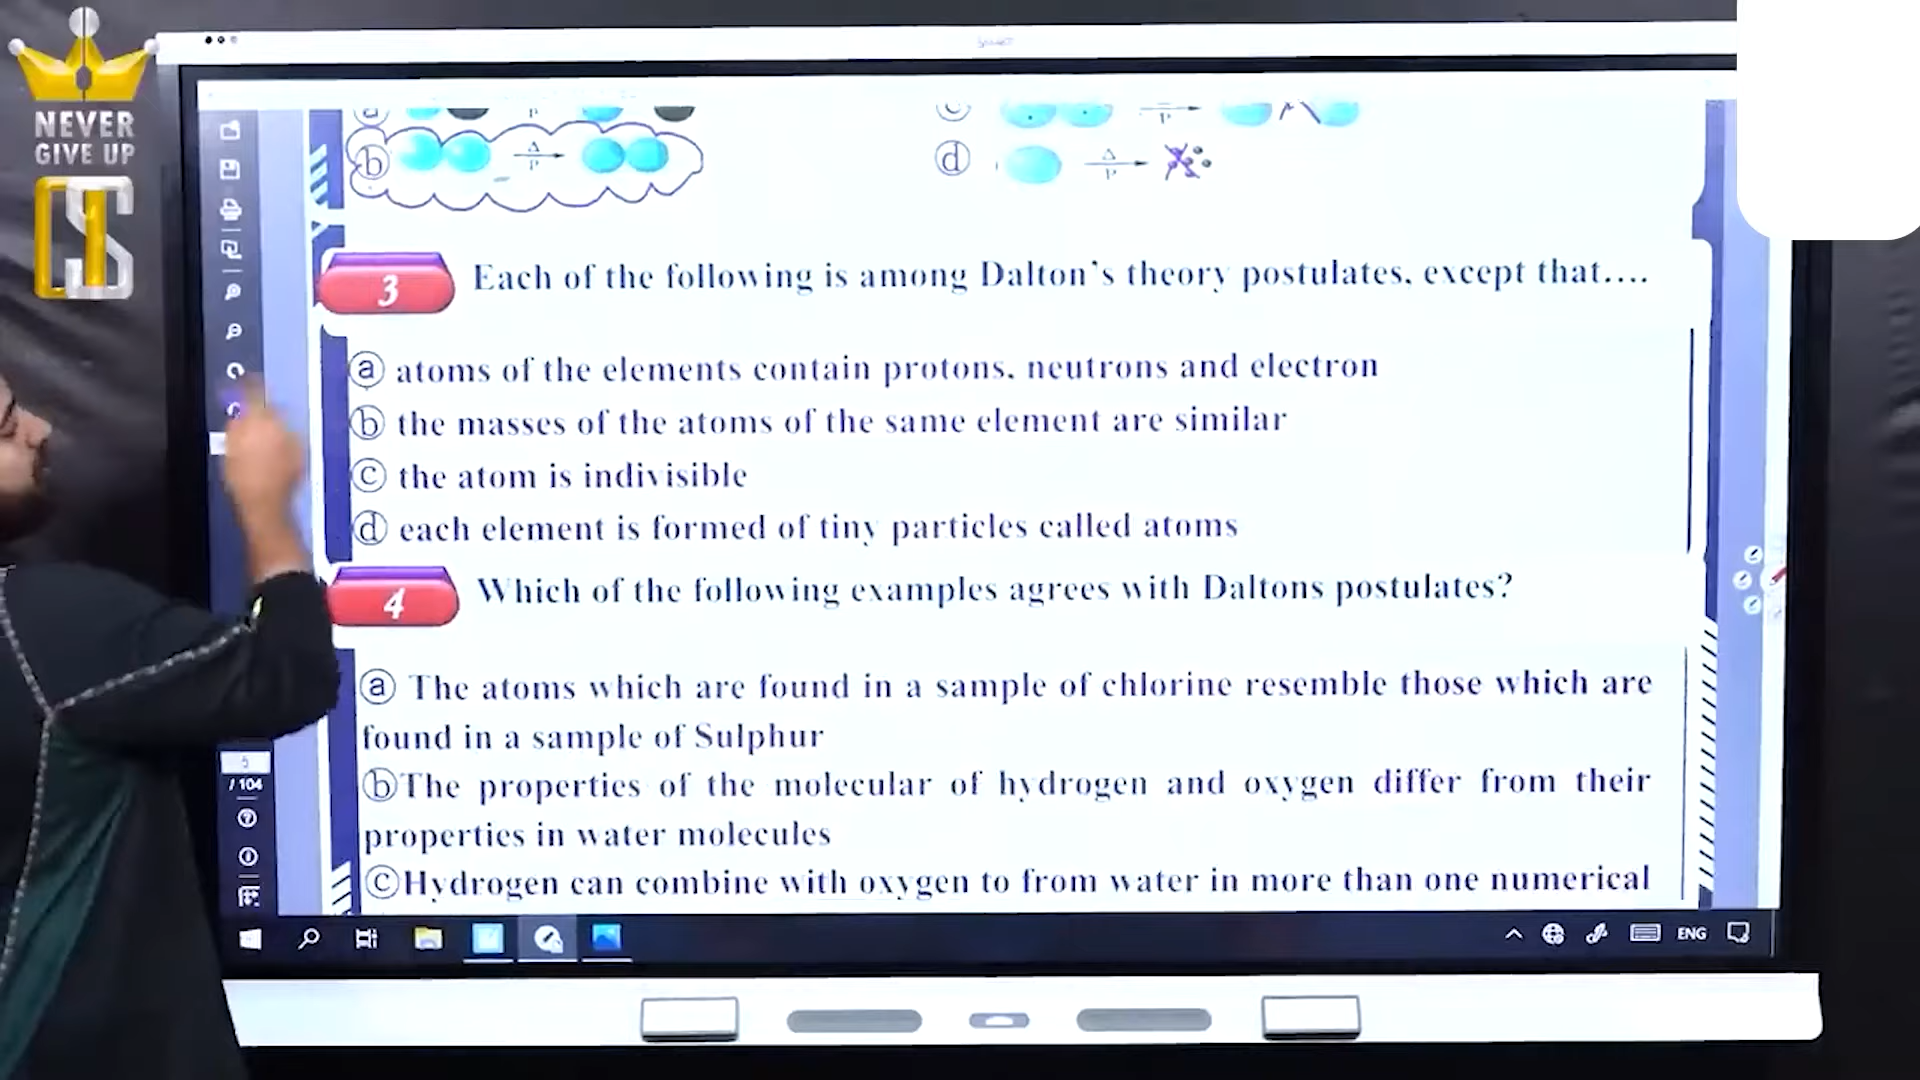 NEVER
GIVE UP
SMART
b Δ P
d Δ P
3 Each of the following is among Dalton's theory postulates, except that....
a atoms of the elements contain protons, neutrons and electron
b the masses of the atoms of the same element are similar
c the atom is indivisible
d each element is formed of tiny particles called atoms
4 Which of the following examples agrees with Daltons postulates?
a The atoms which are found in a sample of chlorine resemble those which are
found in a sample of Sulphur
b The properties of the molecular of hydrogen and oxygen differ from their
properties in water molecules
c Hydrogen can combine with oxygen to from water in more than one numerical
5
/ 104
ENG